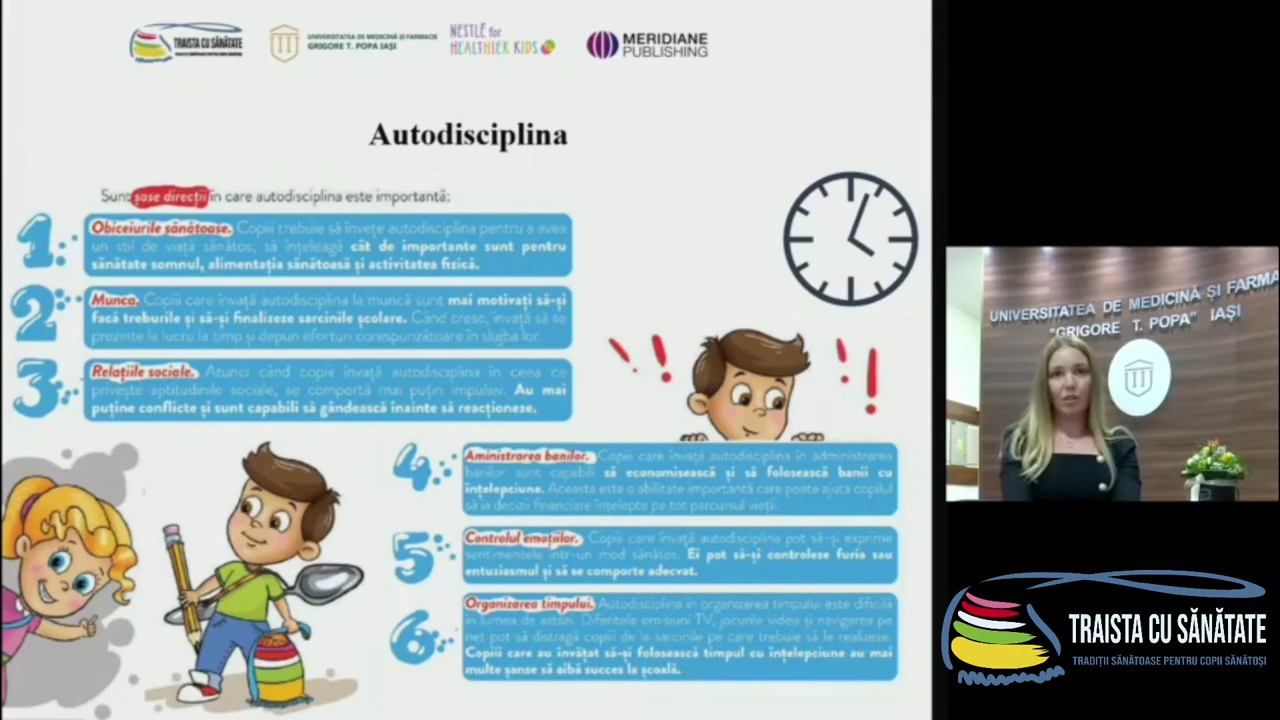 TRAISTA CU SĂNĂTATE
UNIVERSITATEA DE MEDICINĂ ȘI FARMACIE
GRIGORE T. POPA IAȘI
NESTLÉ for
HEALTHIER KIDS
MERIDIANE
PUBLISHING
Autodisciplina
Sunt șase direcții în care autodisciplina este importantă:
1.
Obiceiurile sănătoase. Copiii trebuie să învețe autodisciplina pentru a avea
un stil de viață sănătos; să înțeleagă cât de importante sunt pentru
sănătate somnul, alimentația sănătoasă și activitatea fizică.
2
Munca. Copiii care învață autodisciplina la muncă sunt mai motivați să-și
facă treburile și să-și finalizeze sarcinile școlare. Când cresc, învață să se
prezinte la lucru la timp și depun eforturi corespunzătoare în slujba lor.
3
Relațiile sociale. Atunci când copiii învață autodisciplina în ceea ce
privește aptitudinile sociale, se comportă mai puțin impulsiv. Au mai
puține conflicte și sunt capabili să gândească înainte să reacționeze.
4
Aministrarea banilor. Copiii care învață autodisciplina în administrarea
banilor sunt capabili să economisească și să folosească banii cu
înțelepciune. Aceasta este o abilitate importantă care poate ajuta copilul
să ia decizii financiare înțelepte pe tot parcursul vieții.
5
Controlul emoțiilor. Copiii care învață autodisciplina pot să-și exprime
sentimentele într-un mod sănătos. Ei pot să-și controleze furia sau
entuziasmul și să se comporte adecvat.
6
Organizarea timpului. Autodisciplina în organizarea timpului este dificilă
în lumea de astăzi. Diferitele emisiuni TV, jocurile video și navigarea pe
net pot să distragă copiii de la sarcinile pe care trebuie să le realizeze.
Copiii care au învățat să-și folosească timpul cu înțelepciune au mai
multe șanse să aibă succes la școală.
UNIVERSITATEA DE MEDICINĂ ȘI FARMA
"GRIGORE T. POPA" IAȘI
TRAISTA CU SĂNĂTATE
TRADIȚII SĂNĂTOASE PENTRU COPII SĂNĂTOȘI